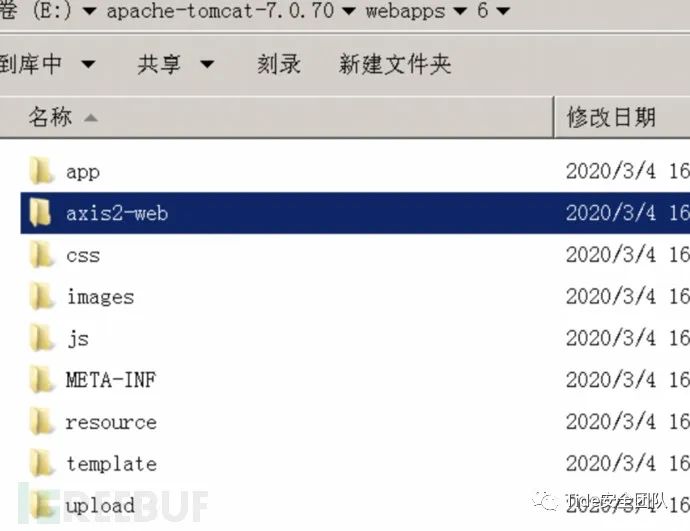 卷 (E:) ▾ apache-tomcat-7.0.70 ▾ webapps ▾ 6 ▾
到库中 ▾ 共享 ▾ 刻录 新建文件夹
名称 修改日期
app 2020/3/4 16
axis2-web 2020/3/4 16
css 2020/3/4 16
images 2020/3/4 16
js 2020/3/4 16
META-INF 2020/3/4 16
resource 2020/3/4 16
template 2020/3/4 16
upload 2020/3/4 16
FREEBUF
Tide安全团队